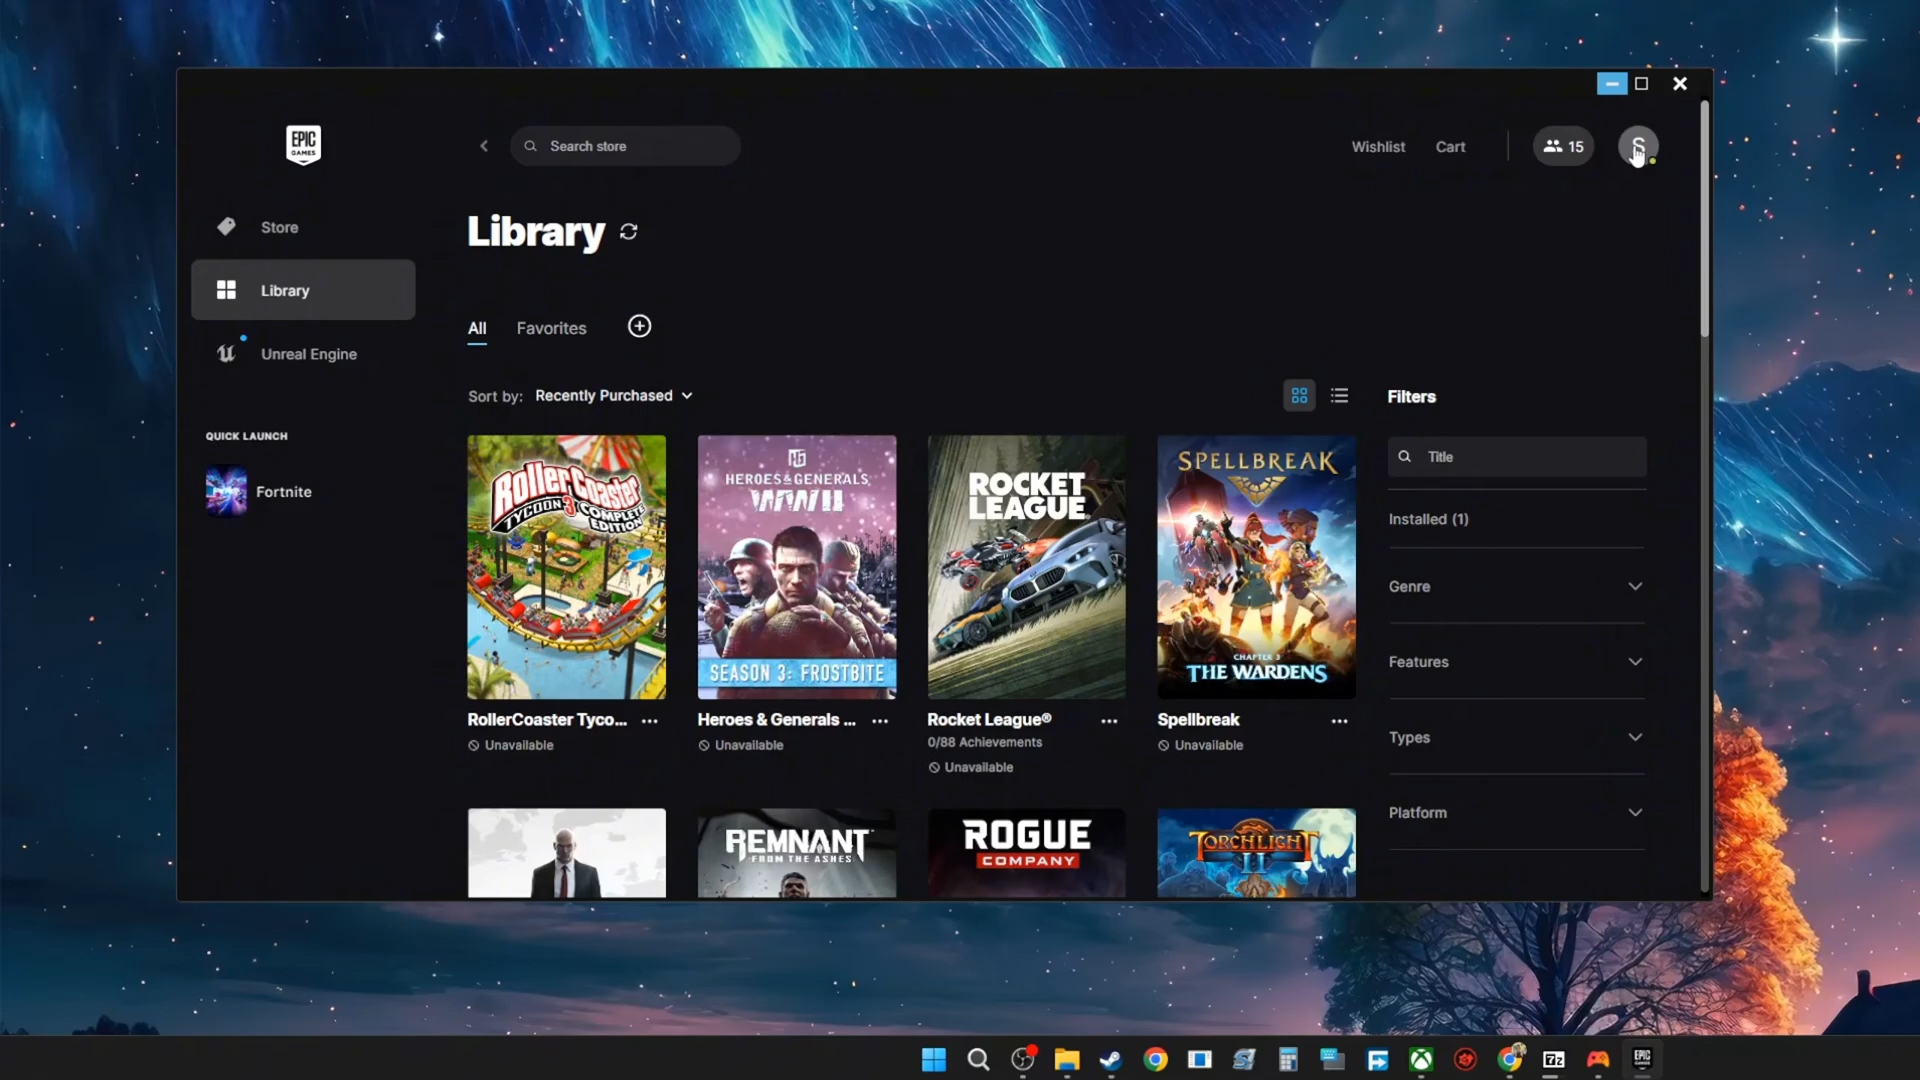 EPIC
GAMES
Search store
Wishlist
Cart
15
S
Store
Library
Unreal Engine
QUICK LAUNCH
Fortnite
Library
All
Favorites
Sort by:
Recently Purchased
RollerCoaster
TYCOON 3 COMPLETE
EDITION
HEROES & GENERALS
WWII
SEASON 3: FROSTBITE
ROCKET
LEAGUE
SPELLBREAK
CHAPTER 3
THE WARDENS
RollerCoaster Tyco...
Unavailable
Heroes & Generals ...
Unavailable
Rocket League®
0/88 Achievements
Unavailable
Spellbreak
Unavailable
REMNANT
FROM THE ASHES
ROGUE
COMPANY
TORCHLIGHT
II
Filters
Title
Installed (1)
Genre
Features
Types
Platform
7z
EPIC
GAMES